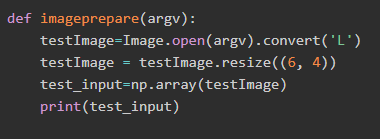 def imageprepare(argv):
    testImage=Image.open(argv).convert('L')
    testImage = testImage.resize((6, 4))
    test_input=np.array(testImage)
    print(test_input)